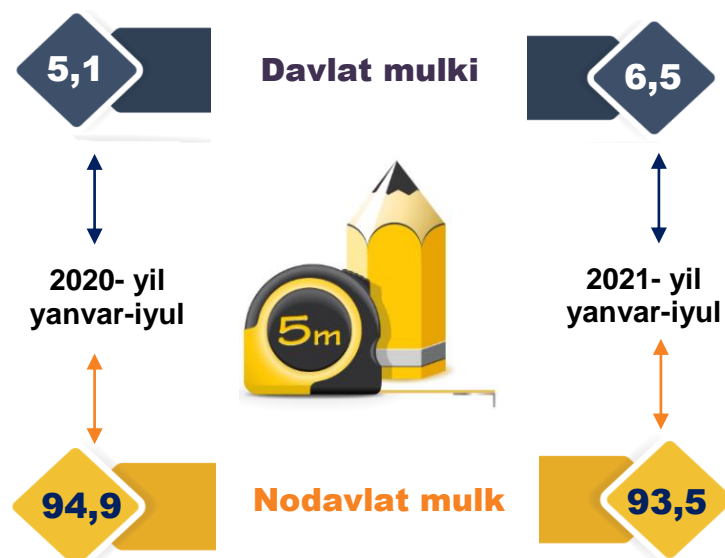 5,1
Davlat mulki
6,5
2020- yil
yanvar-iyul
5m
2021- yil
yanvar-iyul
94,9
Nodavlat mulk
93,5